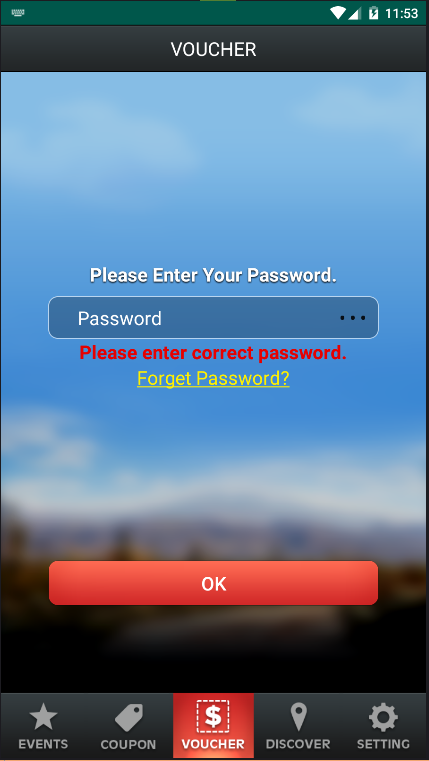 11:53
VOUCHER
Please Enter Your Password.
Password •••
Please enter correct password.
Forget Password?
OK
EVENTS COUPON VOUCHER DISCOVER SETTING